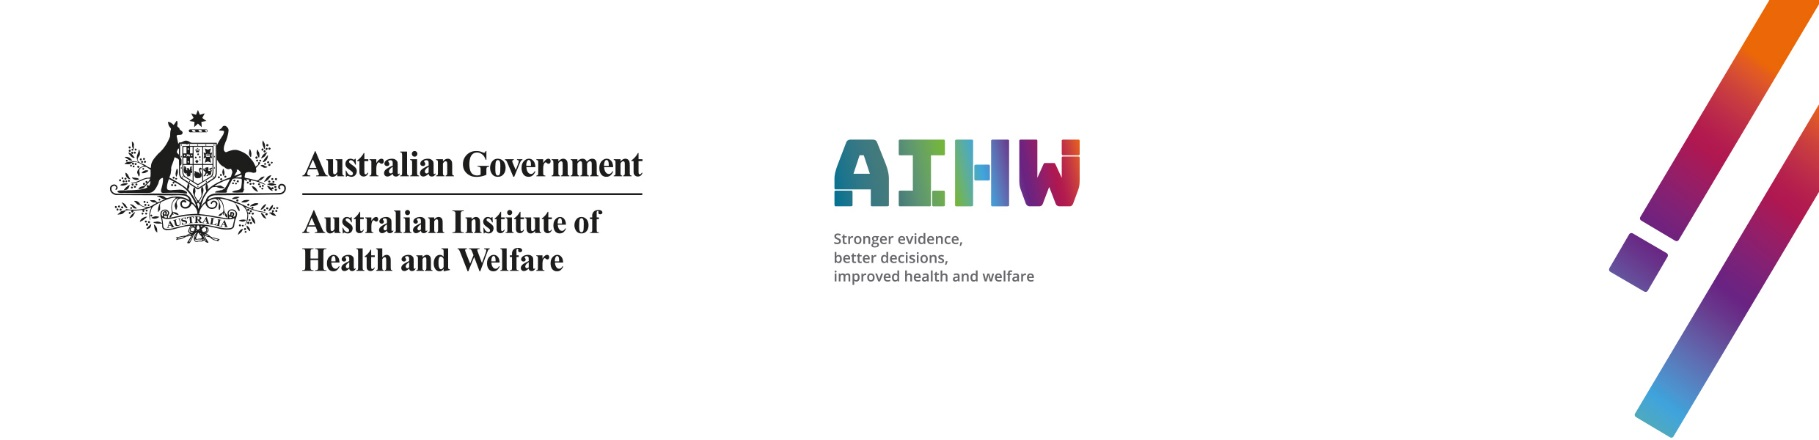 Australian Government
Australian Institute of
Health and Welfare
AUSTRALIA
AIHW
Stronger evidence,
better decisions,
improved health and welfare